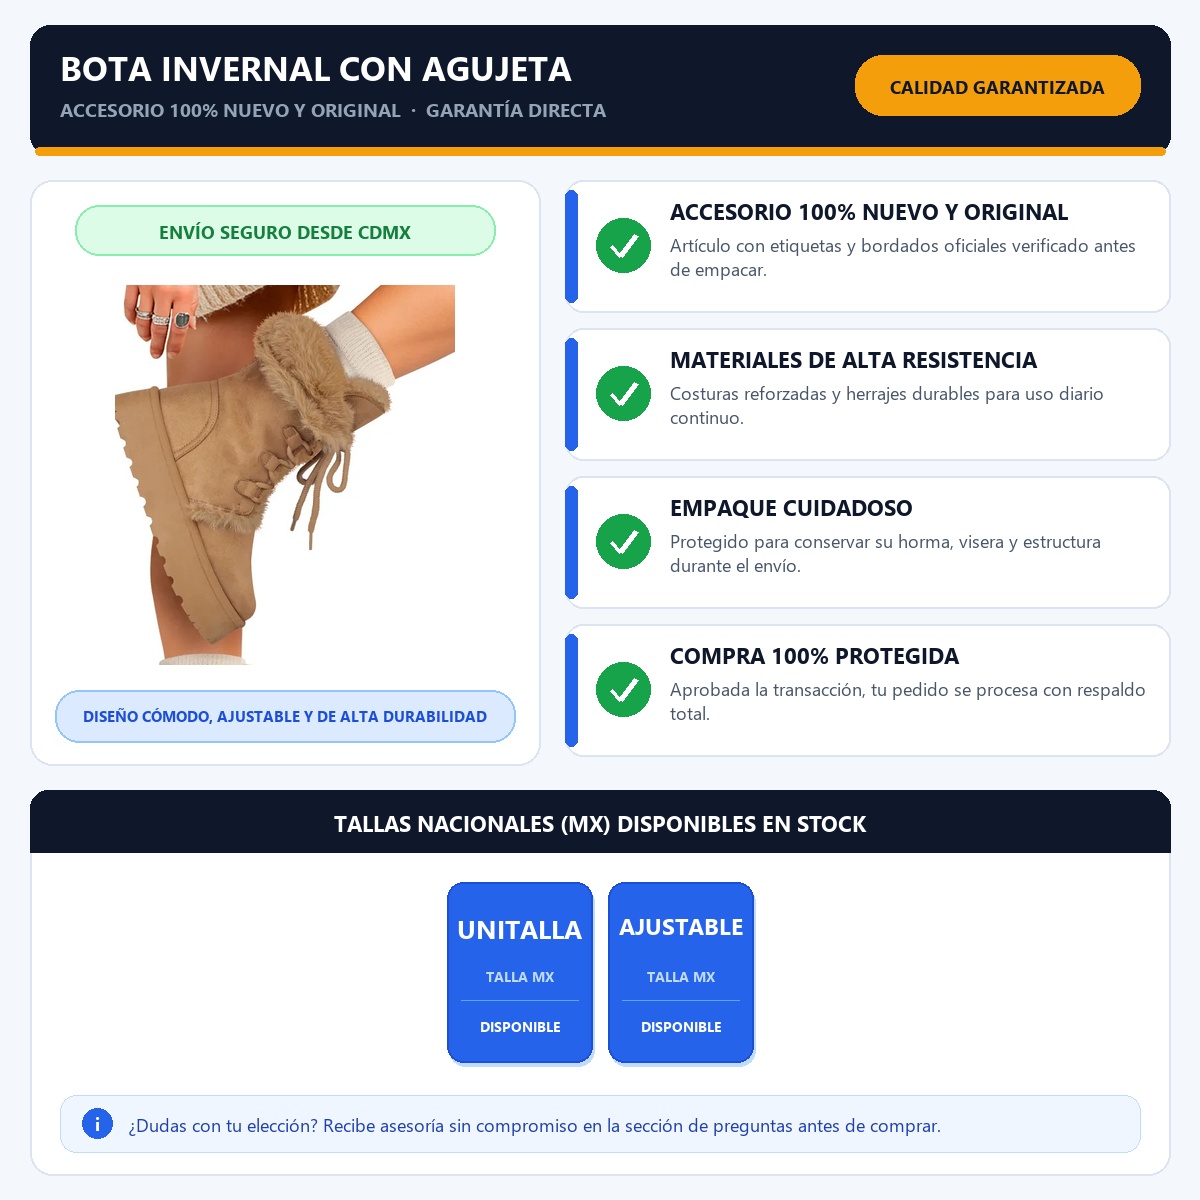 BOTA INVERNAL CON AGUJETA
ACCESORIO 100% NUEVO Y ORIGINAL · GARANTÍA DIRECTA
CALIDAD GARANTIZADA
ENVÍO SEGURO DESDE CDMX
DISEÑO CÓMODO, AJUSTABLE Y DE ALTA DURABILIDAD
ACCESORIO 100% NUEVO Y ORIGINAL
Artículo con etiquetas y bordados oficiales verificado antes
de empacar.
MATERIALES DE ALTA RESISTENCIA
Costuras reforzadas y herrajes durables para uso diario
continuo.
EMPAQUE CUIDADOSO
Protegido para conservar su horma, visera y estructura
durante el envío.
COMPRA 100% PROTEGIDA
Aprobada la transacción, tu pedido se procesa con respaldo
total.
TALLAS NACIONALES (MX) DISPONIBLES EN STOCK
UNITALLA
TALLA MX
DISPONIBLE
AJUSTABLE
TALLA MX
DISPONIBLE
¿Dudas con tu elección? Recibe asesoría sin compromiso en la sección de preguntas antes de comprar.